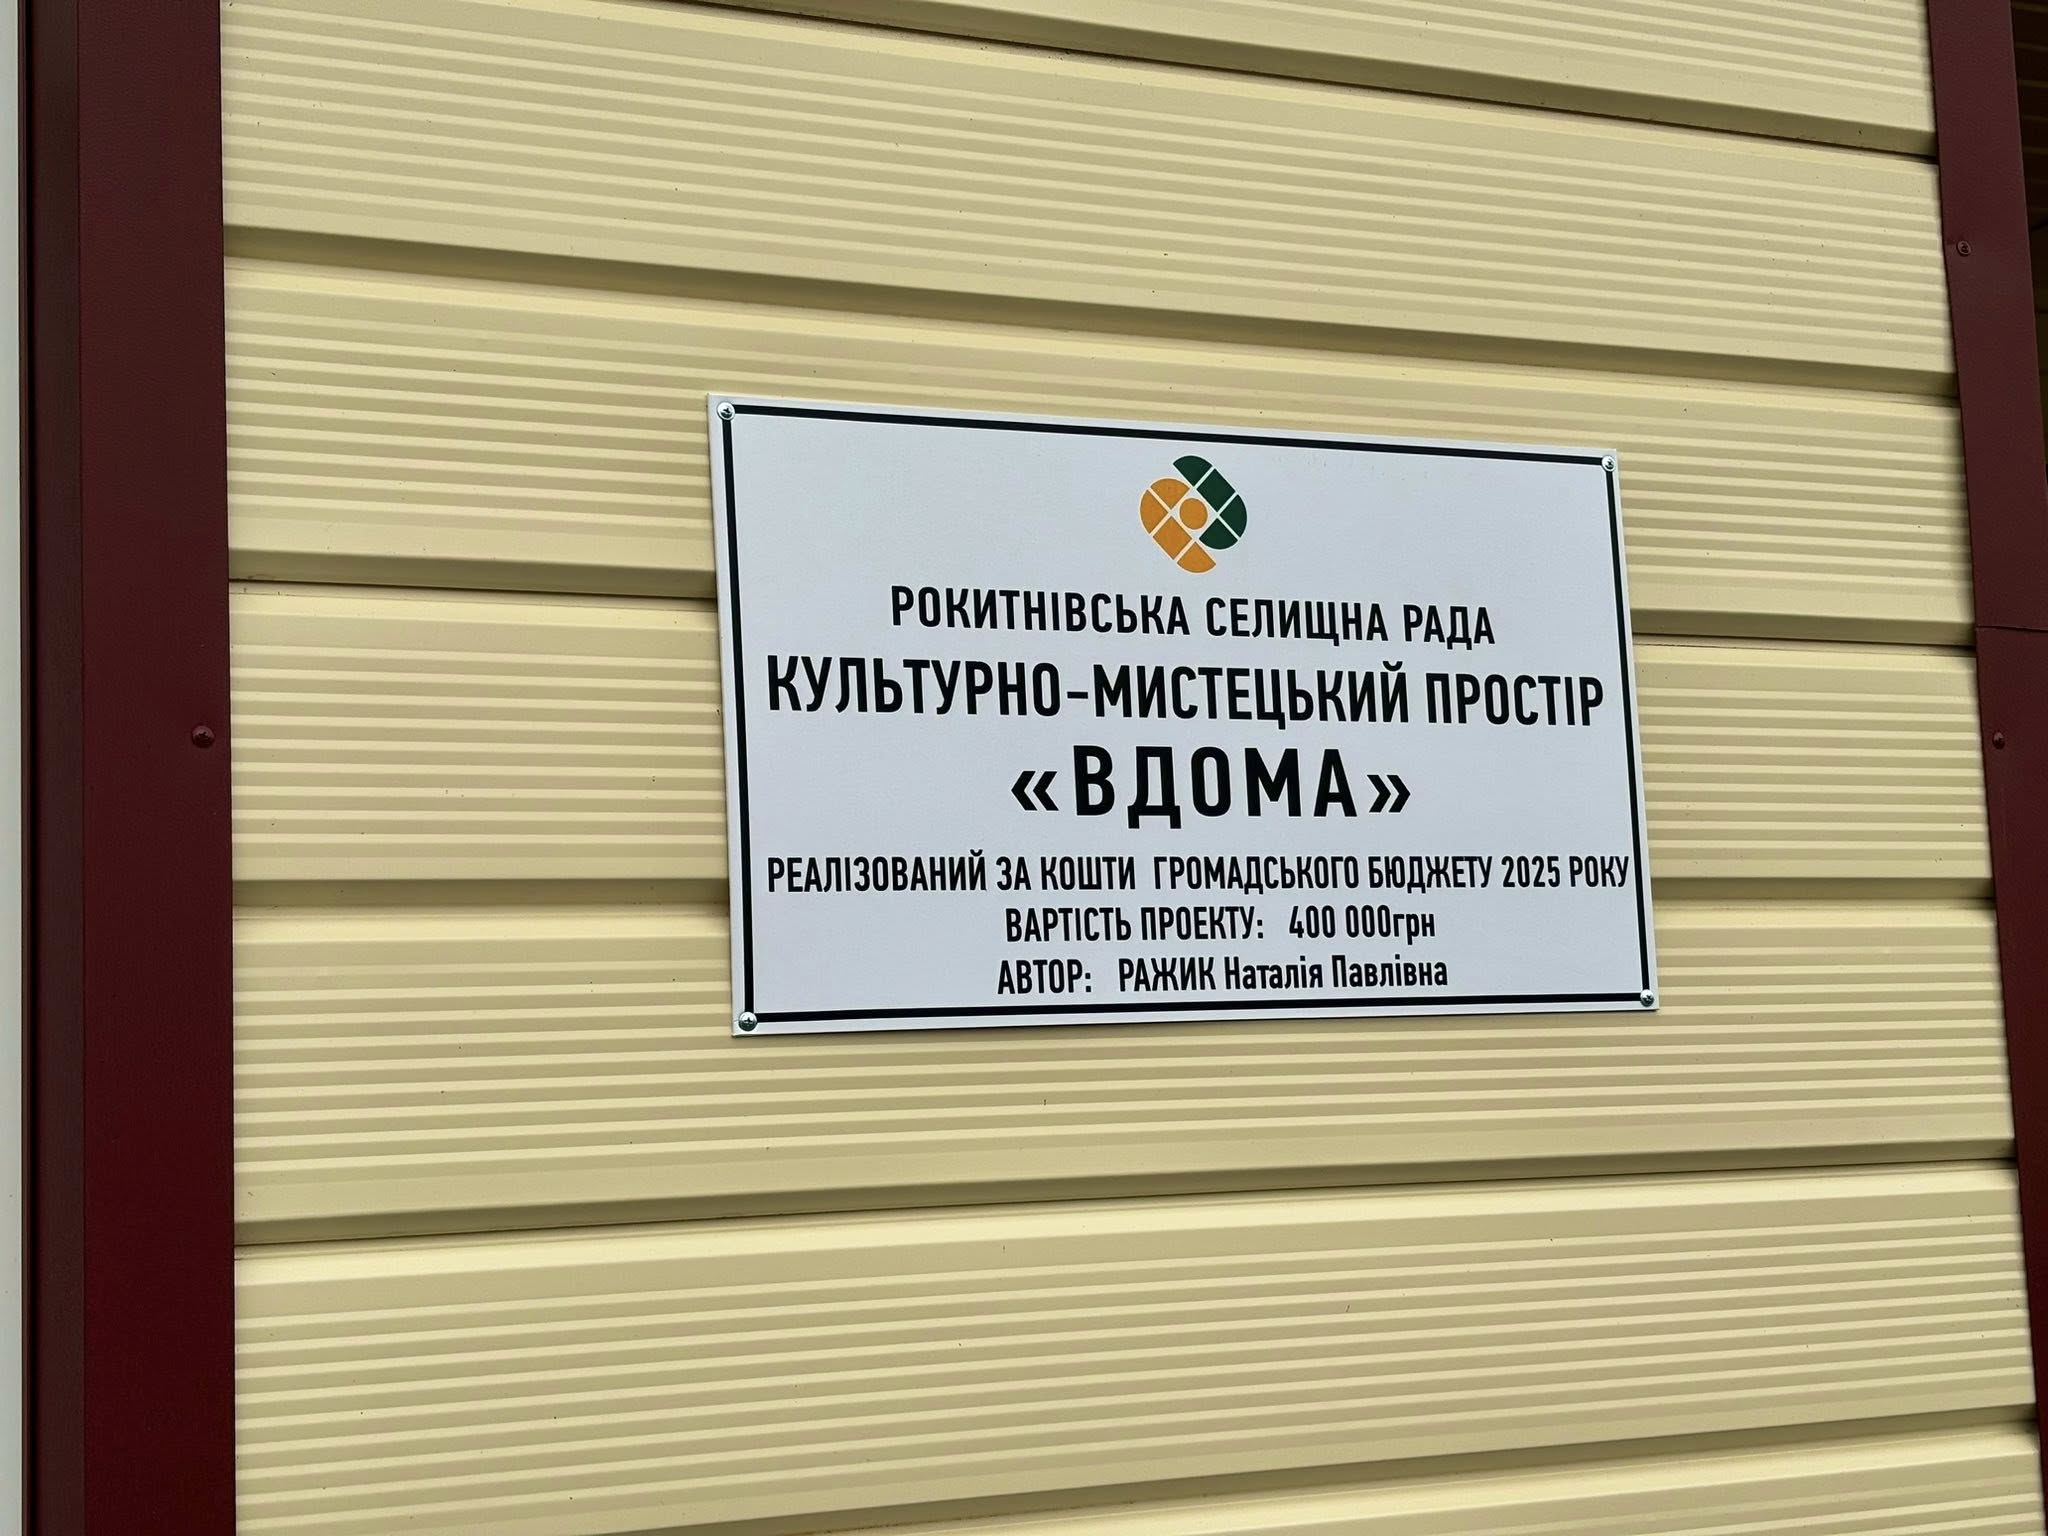 РОКИТНІВСЬКА СЕЛИЩНА РАДА
КУЛЬТУРНО-МИСТЕЦЬКИЙ ПРОСТІР
«ВДОМА»
РЕАЛІЗОВАНИЙ ЗА КОШТИ ГРОМАДСЬКОГО БЮДЖЕТУ 2025 РОКУ
ВАРТІСТЬ ПРОЕКТУ: 400 000грн
АВТОР: РАЖИК Наталія Павлівна